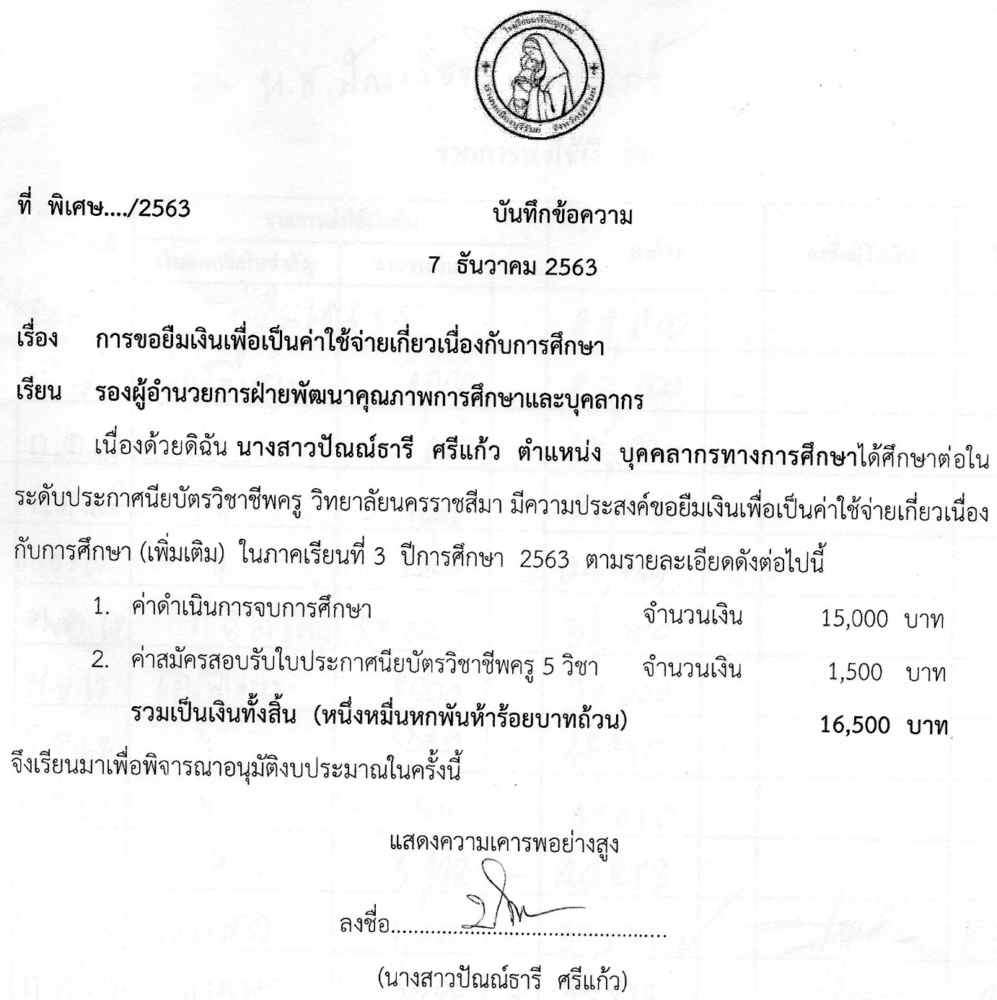 ที่ พิเศษ..../2563
บันทึกข้อความ
7 ธันวาคม 2563
เรื่อง การขอยืมเงินเพื่อเป็นค่าใช้จ่ายเกี่ยวเนื่องกับการศึกษา
เรียน รองผู้อำนวยการฝ่ายพัฒนาคุณภาพการศึกษาและบุคลากร
เนื่องด้วยดิฉัน นางสาวปัณณ์ธารี ศรีแก้ว ตำแหน่ง บุคคลากรทางการศึกษาได้ศึกษาต่อใน
ระดับประกาศนียบัตรวิชาชีพครู วิทยาลัยนครราชสีมา มีความประสงค์ขอยืมเงินเพื่อเป็นค่าใช้จ่ายเกี่ยวเนื่อง
กับการศึกษา (เพิ่มเติม) ในภาคเรียนที่ 3 ปีการศึกษา 2563 ตามรายละเอียดดังต่อไปนี้
1. ค่าดำเนินการจบการศึกษา จำนวนเงิน 15,000 บาท
2. ค่าสมัครสอบรับใบประกาศนียบัตรวิชาชีพครู 5 วิชา จำนวนเงิน 1,500 บาท
รวมเป็นเงินทั้งสิ้น (หนึ่งหมื่นหกพันห้าร้อยบาทถ้วน) 16,500 บาท
จึงเรียนมาเพื่อพิจารณาอนุมัติงบประมาณในครั้งนี้
แสดงความเคารพอย่างสูง
ลงชื่อ................................................
(นางสาวปัณณ์ธารี ศรีแก้ว)